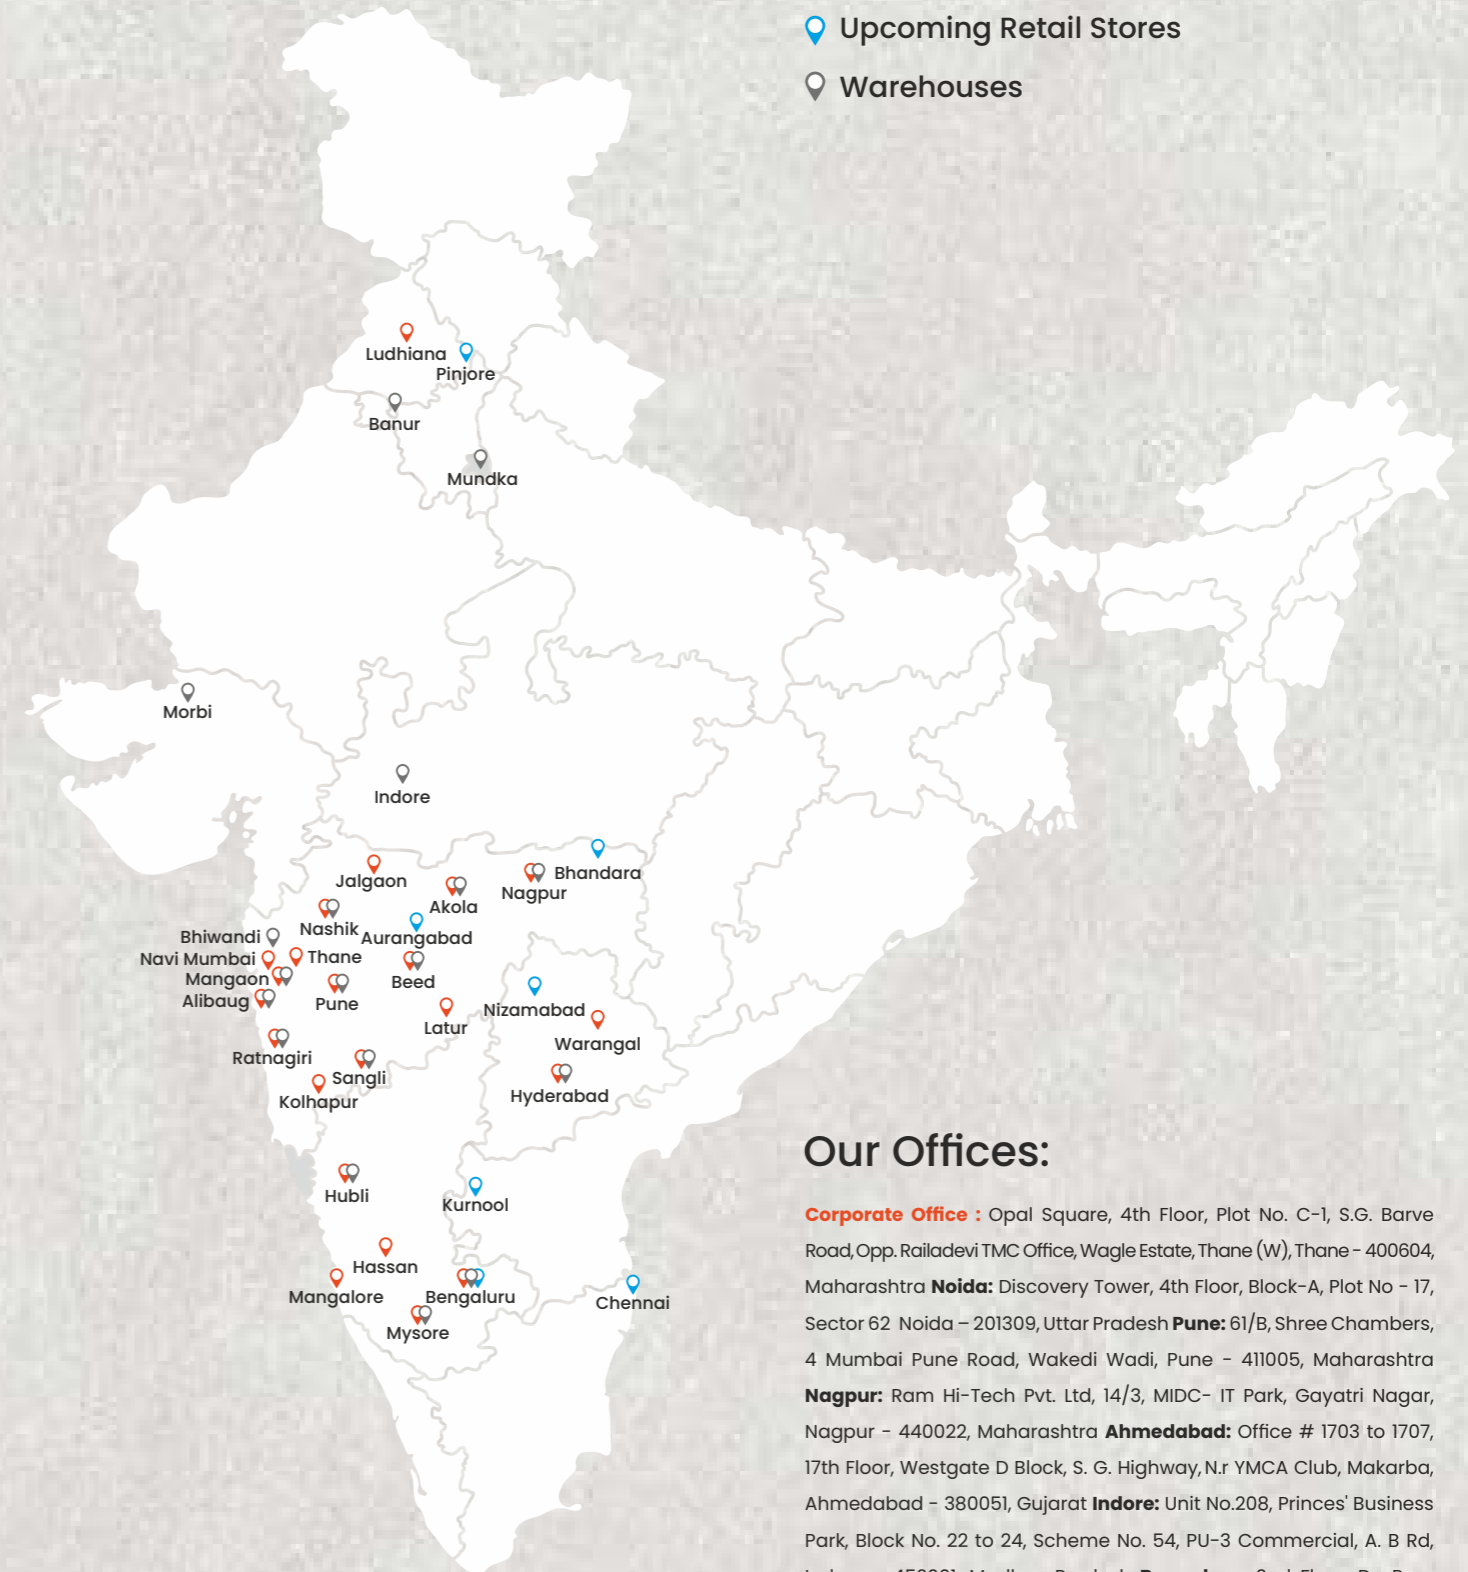 Upcoming Retail Stores
Warehouses
Ludhiana
Pinjore
Banur
Mundka
Morbi
Indore
Bhandara
Jalgaon
Nagpur
Akola
Nashik
Aurangabad
Bhiwandi
Navi Mumbai
Thane
Mangaon
Beed
Alibaug
Pune
Nizamabad
Latur
Warangal
Ratnagiri
Sangli
Hyderabad
Kolhapur
Hubli
Kurnool
Hassan
Mangalore
Bengaluru
Chennai
Mysore
Our Offices:
Corporate Office : Opal Square, 4th Floor, Plot No. C-1, S.G. Barve
Road, Opp. Railadevi TMC Office, Wagle Estate, Thane (W), Thane - 400604,
Maharashtra Noida: Discovery Tower, 4th Floor, Block-A, Plot No - 17,
Sector 62 Noida – 201309, Uttar Pradesh Pune: 61/B, Shree Chambers,
4 Mumbai Pune Road, Wakedi Wadi, Pune - 411005, Maharashtra
Nagpur: Ram Hi-Tech Pvt. Ltd, 14/3, MIDC- IT Park, Gayatri Nagar,
Nagpur - 440022, Maharashtra Ahmedabad: Office # 1703 to 1707,
17th Floor, Westgate D Block, S. G. Highway, N.r YMCA Club, Makarba,
Ahmedabad - 380051, Gujarat Indore: Unit No.208, Princes' Business
Park, Block No. 22 to 24, Scheme No. 54, PU-3 Commercial, A. B Rd,